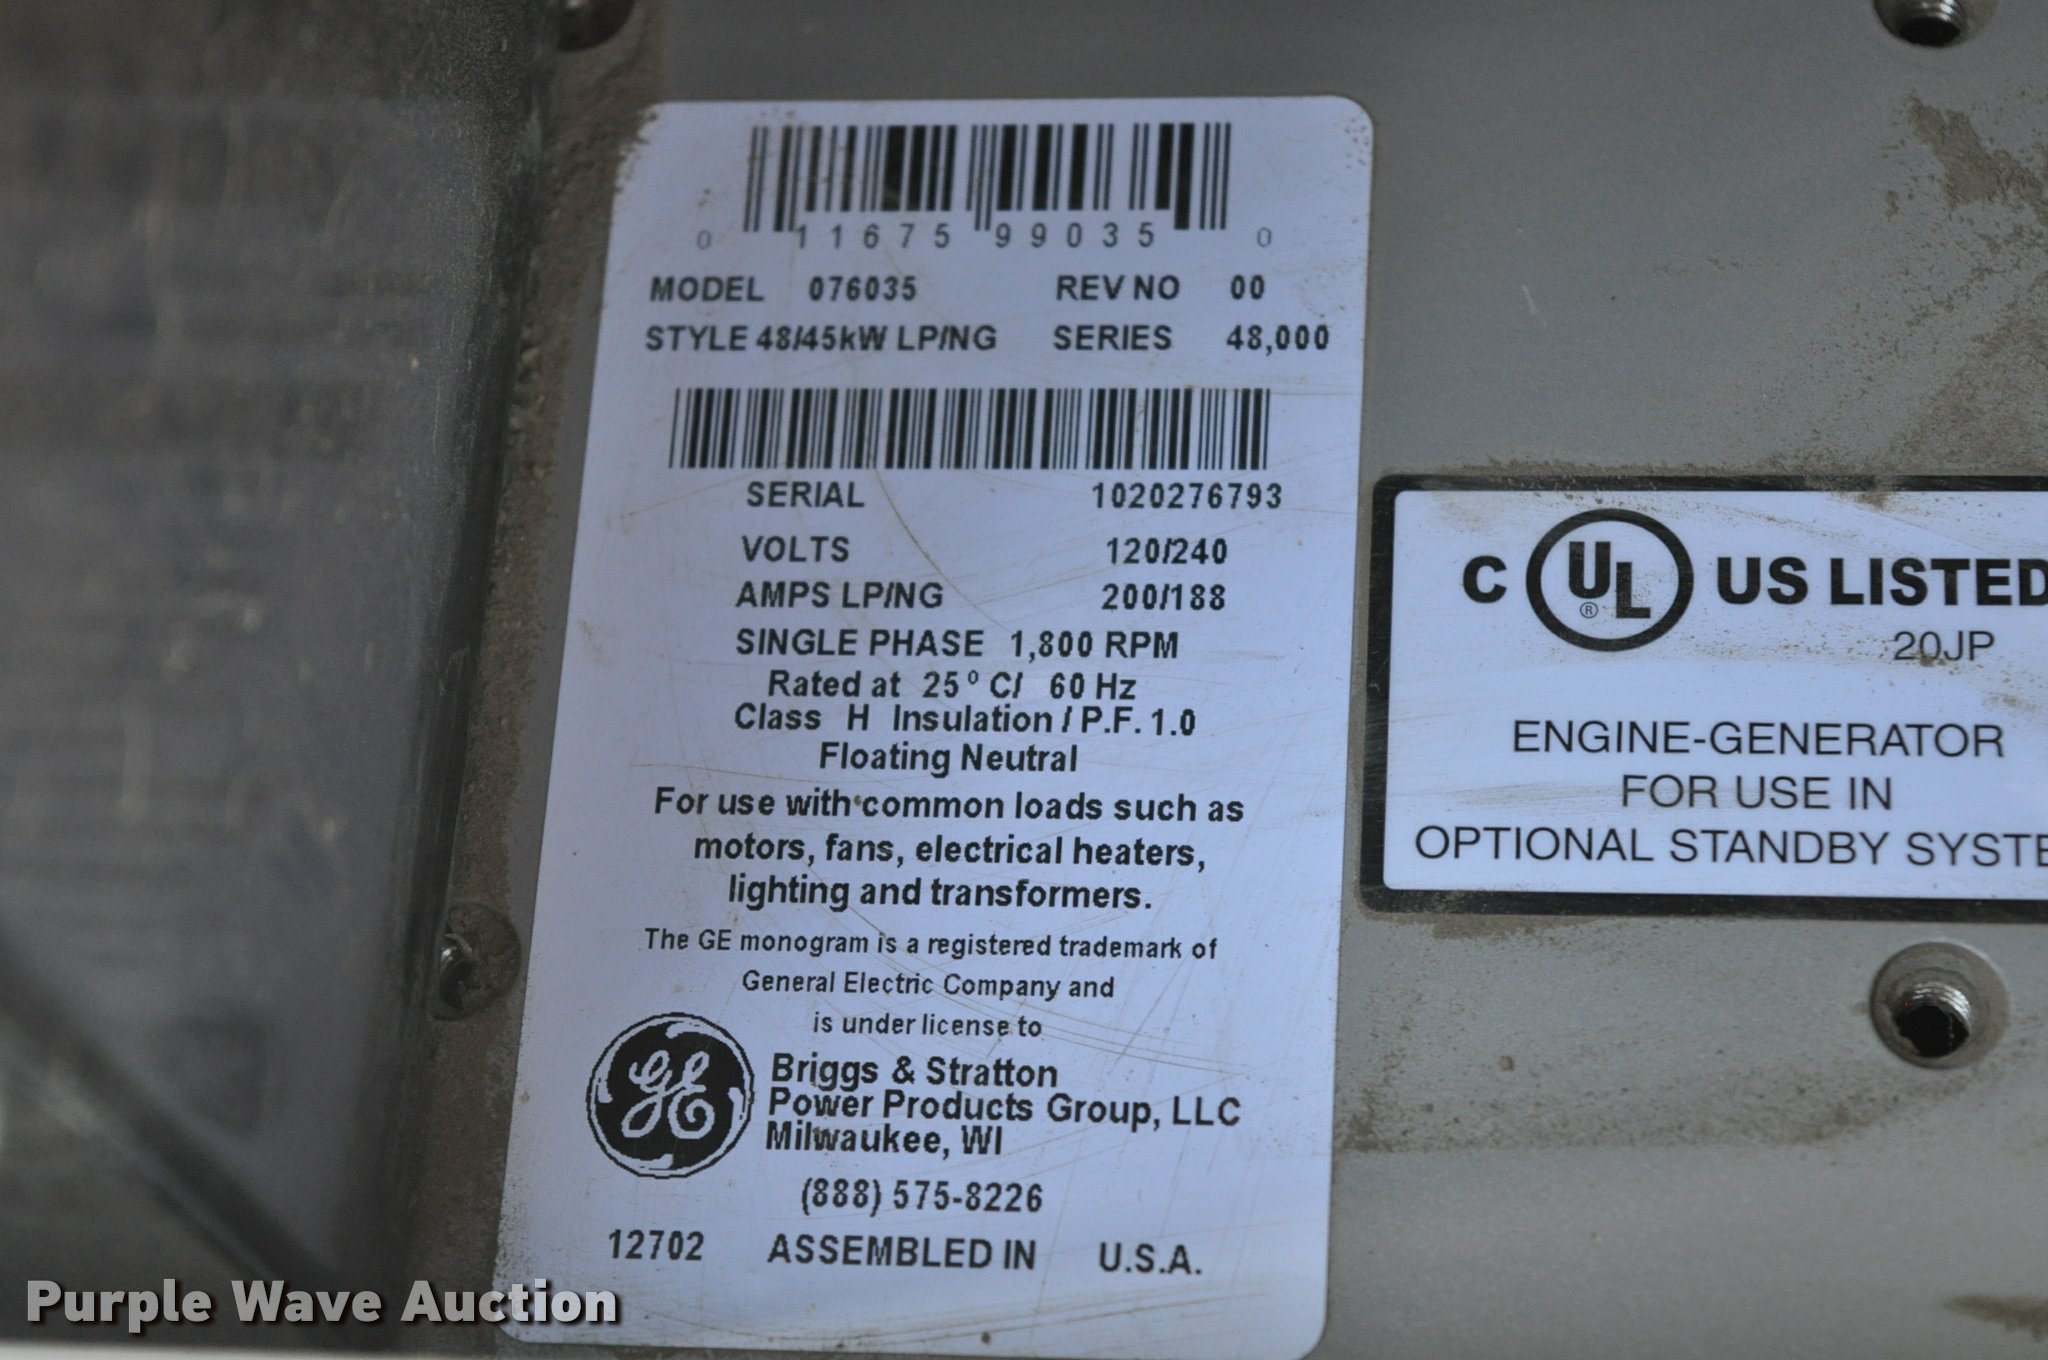 0 11675 99035 0
MODEL 076035 REV NO 00
STYLE 48/45kW LP/NG SERIES 48,000
SERIAL 1020276793
VOLTS 120/240
AMPS LP/NG 200/188
SINGLE PHASE 1,800 RPM
Rated at 25° C/ 60 Hz
Class H Insulation / P.F. 1.0
Floating Neutral
For use with common loads such as
motors, fans, electrical heaters,
lighting and transformers.
The GE monogram is a registered trademark of
General Electric Company and
is under license to
GE
Briggs & Stratton
Power Products Group, LLC
Milwaukee, WI
(888) 575-8226
12702 ASSEMBLED IN U.S.A.
C UL® US LISTED
20JP
ENGINE-GENERATOR
FOR USE IN
OPTIONAL STANDBY SYSTE
Purple Wave Auction